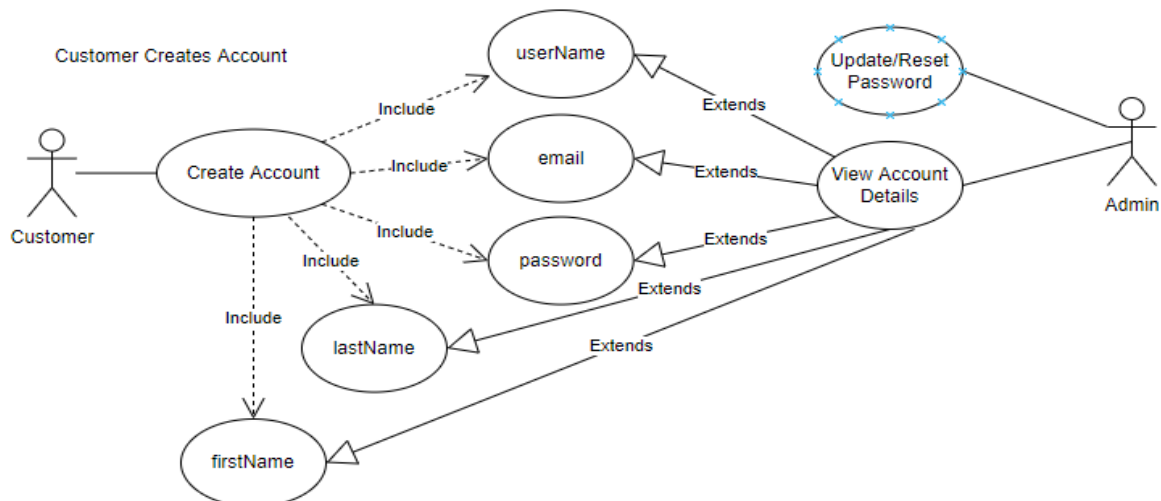 Customer Creates Account
userName
Update/Reset
Password
Include
Extends
Create Account
Include
email
Extends
View Account
Details
Customer
Admin
Include
password
Extends
Include
Extends
Include
lastName
Extends
firstName